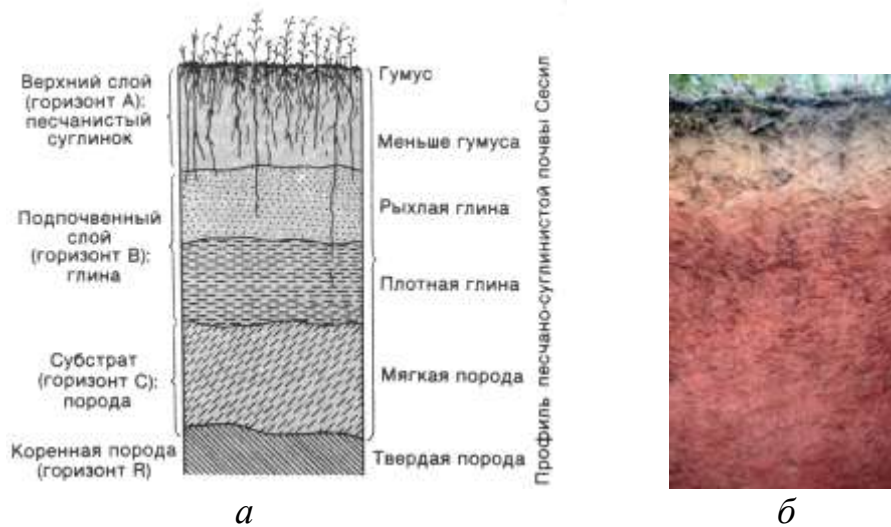 Верхний слой
(горизонт А):
песчанистый
суглинок
Подпочвенный
слой
(горизонт В):
глина
Субстрат
(горизонт С):
порода
Коренная порода
(горизонт R)
Гумус
Меньше гумуса
Рыхлая глина
Плотная глина
Мягкая порода
Твердая порода
Профиль песчано-суглинистой почвы Сесил
а
б